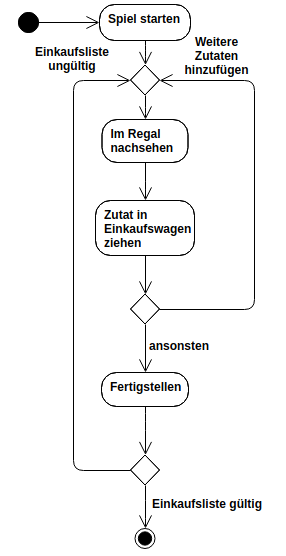 Spiel starten
Einkaufsliste
ungültig
Weitere
Zutaten
hinzufügen
Im Regal
nachsehen
Zutat in
Einkaufswagen
ziehen
ansonsten
Fertigstellen
Einkaufsliste gültig